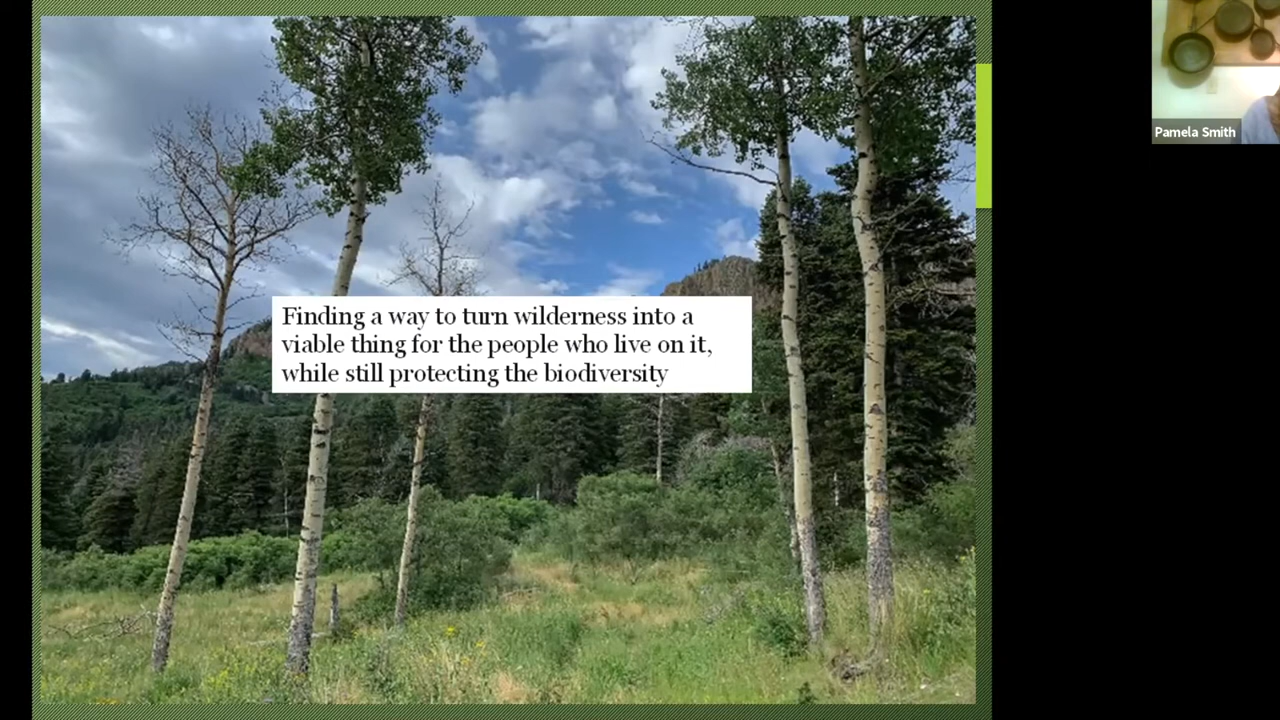 Finding a way to turn wilderness into a
viable thing for the people who live on it,
while still protecting the biodiversity
Pamela Smith